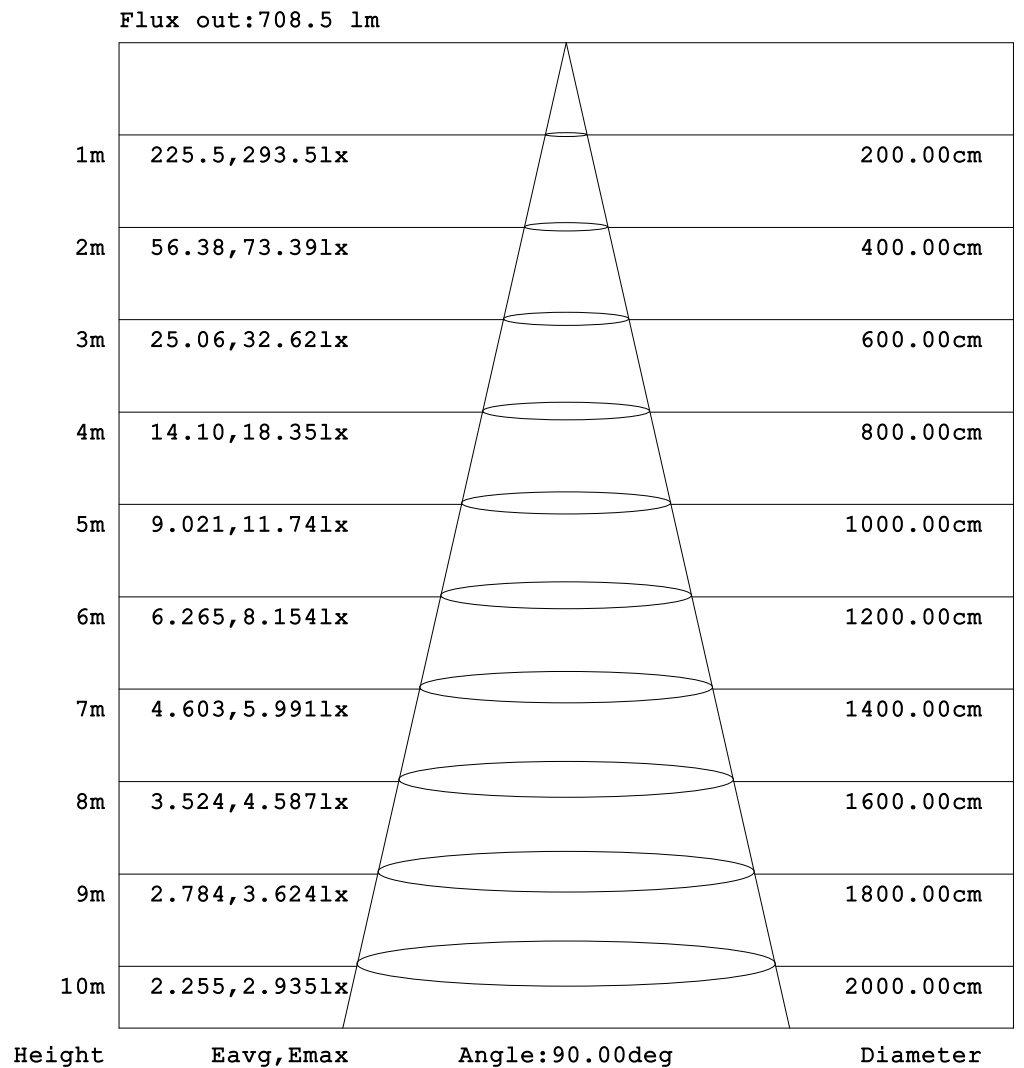 Flux out:708.5 lm
1m 225.5,293.5lx 200.00cm
2m 56.38,73.39lx 400.00cm
3m 25.06,32.62lx 600.00cm
4m 14.10,18.35lx 800.00cm
5m 9.021,11.74lx 1000.00cm
6m 6.265,8.154lx 1200.00cm
7m 4.603,5.991lx 1400.00cm
8m 3.524,4.587lx 1600.00cm
9m 2.784,3.624lx 1800.00cm
10m 2.255,2.935lx 2000.00cm
Height Eavg,Emax Angle:90.00deg Diameter